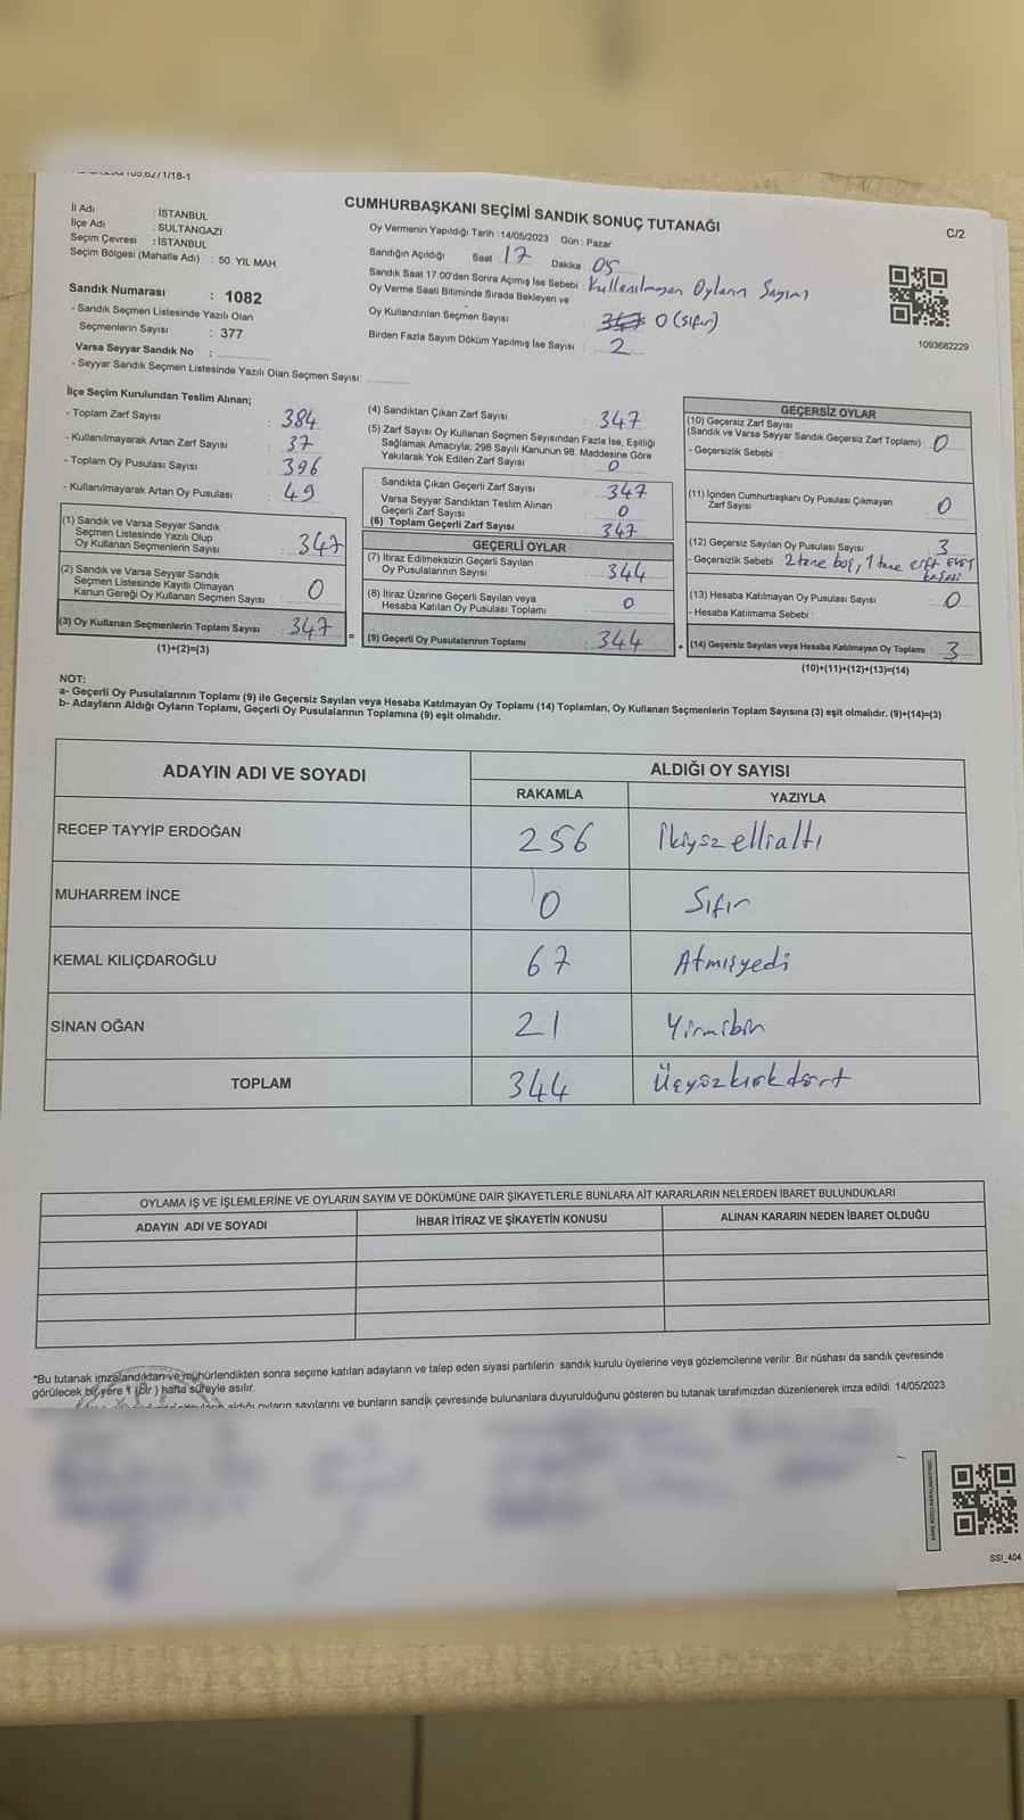 /18-1
İl Adı : İSTANBUL
İlçe Adı : SULTANGAZİ
Seçim Çevresi : İSTANBUL
Seçim Bölgesi (Mahalle Adı) : 50. YIL MAH.
Sandık Numarası : 1082
- Sandık Seçmen Listesinde Yazılı Olan
Seçmenlerin Sayısı : 377
Varsa Seyyar Sandık No :
- Seyyar Sandık Seçmen Listesinde Yazılı Olan Seçmen Sayısı:
CUMHURBAŞKANI SEÇİMİ SANDIK SONUÇ TUTANAĞI
C/2
Oy Vermenin Yapıldığı Tarih : 14/05/2023 Gün : Pazar
Sandığın Açıldığı Saat 17 Dakika 05
Sandık Saat 17.00'den Sonra Açılmış İse Sebebi : Kullanılmayan Oyların Sayımı
Oy Verme Saati Bitiminde Sırada Bekleyen ve
Oy Kullandırılan Seçmen Sayısı 0 (sıfır)
Birden Fazla Sayım Döküm Yapılmış İse Sayısı : 2
1093682229
İlçe Seçim Kurulundan Teslim Alınan;
- Toplam Zarf Sayısı : 384
- Kullanılmayarak Artan Zarf Sayısı : 37
- Toplam Oy Pusulası Sayısı : 396
- Kullanılmayarak Artan Oy Pusulası : 49
(1) Sandık ve Varsa Seyyar Sandık
Seçmen Listesinde Yazılı Olup
Oy Kullanan Seçmenlerin Sayısı : 347
(2) Sandık ve Varsa Seyyar Sandık
Seçmen Listesinde Kayıtlı Olmayan
Kanun Gereği Oy Kullanan Seçmen Sayısı 0
(3) Oy Kullanan Seçmenlerin Toplam Sayısı : 347 =
(1)+(2)=(3)
(4) Sandıktan Çıkan Zarf Sayısı : 347
(5) Zarf Sayısı Oy Kullanan Seçmen Sayısından Fazla İse, Eşitliği
Sağlamak Amacıyla; 298 Sayılı Kanunun 98. Maddesine Göre
Yakılarak Yok Edilen Zarf Sayısı : 0
Sandıkta Çıkan Geçerli Zarf Sayısı : 347
Varsa Seyyar Sandıktan Teslim Alınan
Geçerli Zarf Sayısı : 0
(6) Toplam Geçerli Zarf Sayısı : 347
GEÇERLİ OYLAR
(7) İtiraz Edilmeksizin Geçerli Sayılan
Oy Pusulalarının Sayısı : 344
(8) İtiraz Üzerine Geçerli Sayılan veya
Hesaba Katılan Oy Pusulası Toplamı : 0
(9) Geçerli Oy Pusulalarının Toplamı : 344 +
GEÇERSİZ OYLAR
(10) Geçersiz Zarf Sayısı
(Sandık ve Varsa Seyyar Sandık Geçersiz Zarf Toplamı) : 0
- Geçersizlik Sebebi
(11) İçinden Cumhurbaşkanı Oy Pusulası Çıkmayan
Zarf Sayısı : 0
(12) Geçersiz Sayılan Oy Pusulası Sayısı : 3
- Geçersizlik Sebebi 2 tane boş, 1 tane çift EVET
(13) Hesaba Katılmayan Oy Pusulası Sayısı : 0
- Hesaba Katılmama Sebebi :
(14) Geçersiz Sayılan veya Hesaba Katılmayan Oy Toplamı : 3
(10)+(11)+(12)+(13)=(14)
NOT:
a- Geçerli Oy Pusulalarının Toplamı (9) ile Geçersiz Sayılan veya Hesaba Katılmayan Oy Toplamı (14) Toplamları, Oy Kullanan Seçmenlerin Toplam Sayısına (3) eşit olmalıdır. (9)+(14)=(3)
b- Adayların Aldığı Oyların Toplamı, Geçerli Oy Pusulalarının Toplamına (9) eşit olmalıdır.
ADAYIN ADI VE SOYADI ALDIĞI OY SAYISI
RAKAMLA YAZIYLA
RECEP TAYYİP ERDOĞAN 256 İkiyüz ellialtı
MUHARREM İNCE 0 Sıfır
KEMAL KILIÇDAROĞLU 67 Atmışyedi
SİNAN OĞAN 21 Yirmibir
TOPLAM 344 Üçyüzkırkdört
OYLAMA İŞ VE İŞLEMLERİNE VE OYLARIN SAYIM VE DÖKÜMÜNE DAİR ŞİKAYETLERLE BUNLARA AİT KARARLARIN NELERDEN İBARET BULUNDUKLARI
ADAYIN ADI VE SOYADI İHBAR İTİRAZ VE ŞİKAYETİN KONUSU ALINAN KARARIN NEDEN İBARET OLDUĞU
*Bu tutanak imzalandıktan ve mühürlendikten sonra seçime katılan adayların ve talep eden siyasi partilerin sandık kurulu üyelerine veya gözlemcilerine verilir. Bir nüshası da sandık çevresinde
görülecek bir yere 1 (bir) hafta süreyle asılır.
aldığı oyların sayılarını ve bunların sandık çevresinde bulunanlara duyurulduğunu gösteren bu tutanak tarafımızdan düzenlenerek imza edildi. 14/05/2023
SSI_404